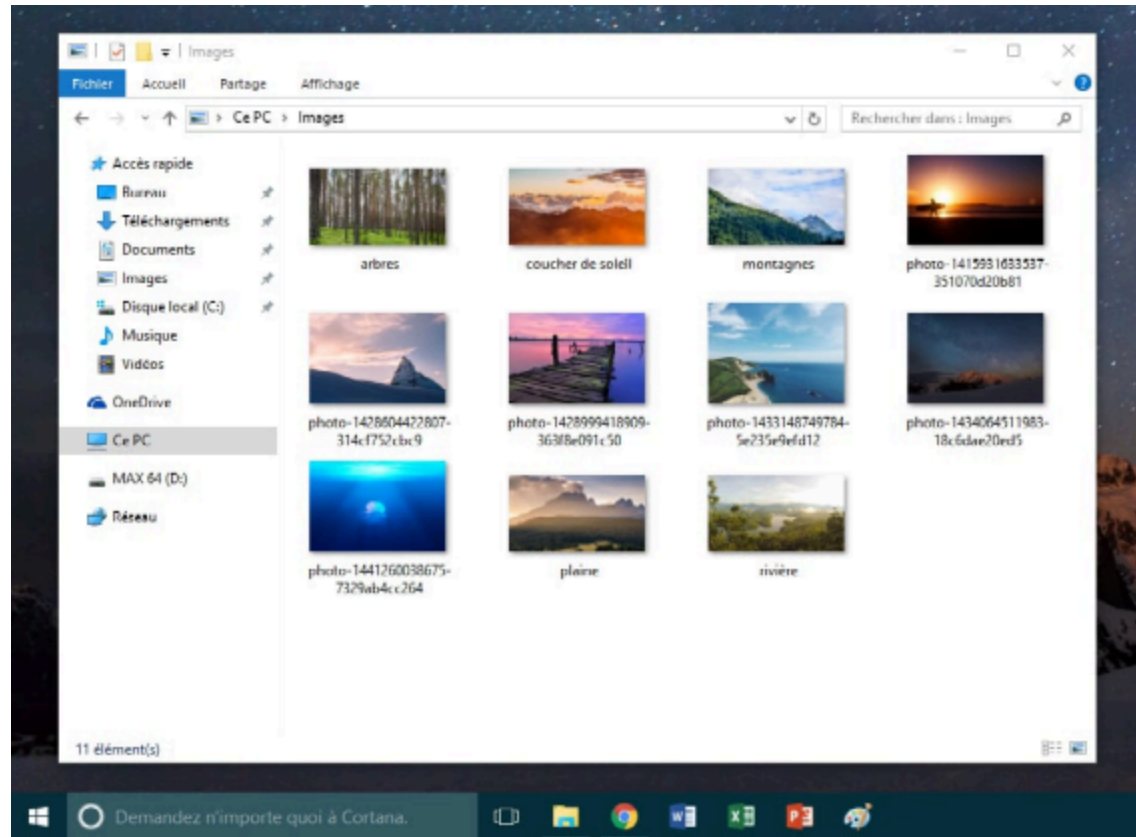 Images
Fichier Accueil Partage Affichage
Ce PC > Images
Rechercher dans : Images
Accès rapide
Bureau
Téléchargements
Documents
Images
Disque local (C:)
Musique
Vidéos
OneDrive
Ce PC
MAX 64 (D:)
Réseau
arbres
coucher de soleil
montagnes
photo-1415931633537-
351070d20b81
photo-1428604422807-
314cf752cbc9
photo-1428999418909-
363f8e091c50
photo-1433148749784-
5e235e9efd12
photo-1434064511983-
18c6dae20ed5
photo-1441260038675-
7329ab4cc264
plaine
rivière
11 élément(s)
Demandez n'importe quoi à Cortana.